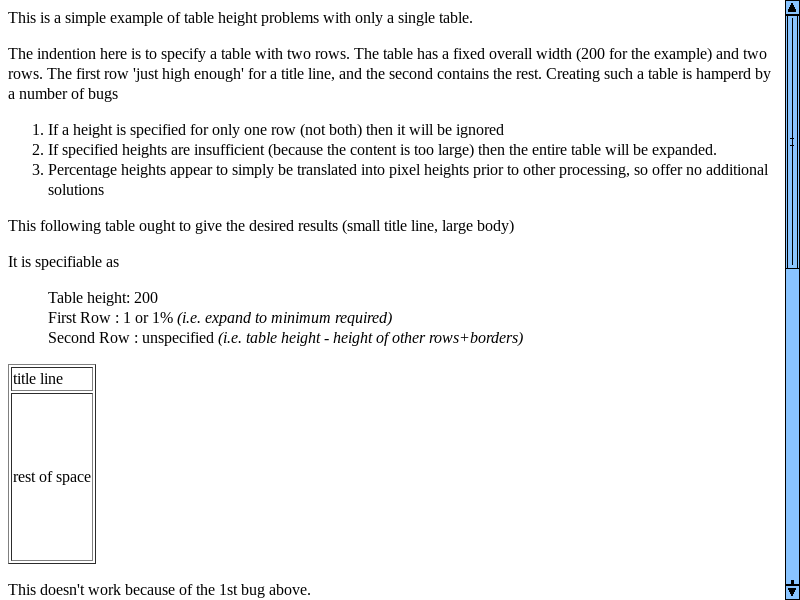 This is a simple example of table height problems with only a single table.
The indention here is to specify a table with two rows. The table has a fixed overall width (200 for the example) and two
rows. The first row 'just high enough' for a title line, and the second contains the rest. Creating such a table is hamperd by
a number of bugs
1. If a height is specified for only one row (not both) then it will be ignored
2. If specified heights are insufficient (because the content is too large) then the entire table will be expanded.
3. Percentage heights appear to simply be translated into pixel heights prior to other processing, so offer no additional
solutions
This following table ought to give the desired results (small title line, large body)
It is specifiable as
Table height: 200
First Row : 1 or 1% (i.e. expand to minimum required)
Second Row : unspecified (i.e. table height - height of other rows+borders)
title line
rest of space
This doesn't work because of the 1st bug above.